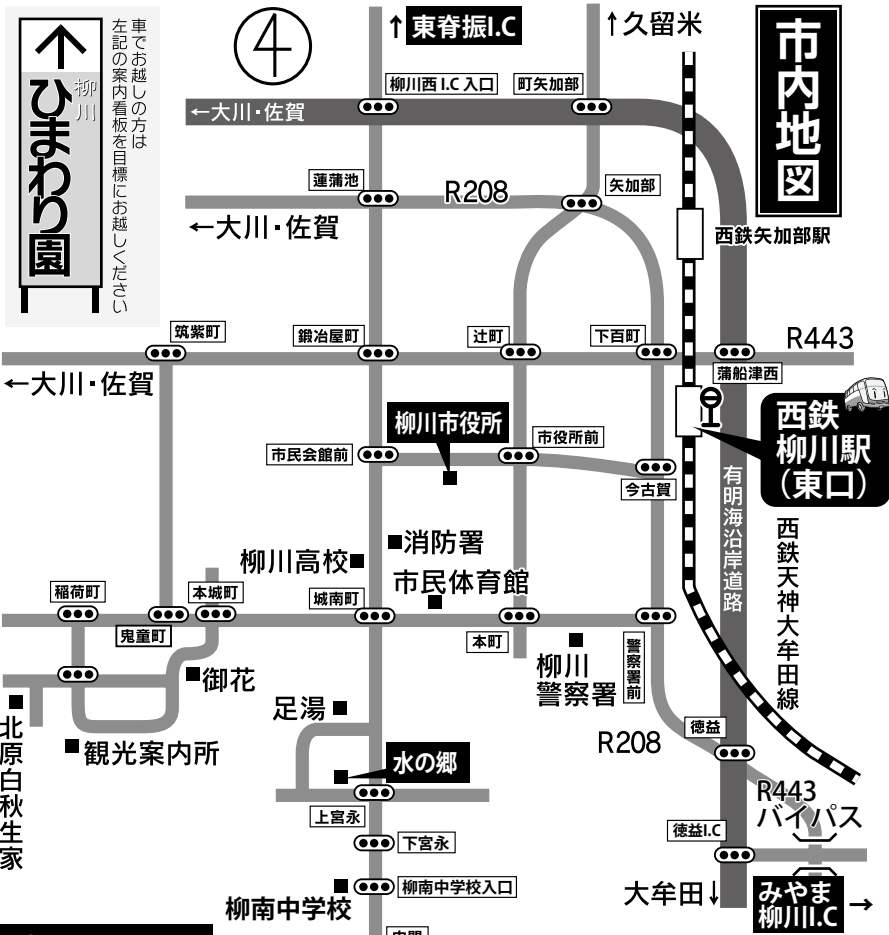 市内地図
車でお越しの方は
左記の案内看板を目標にお越しください
↑
柳川
ひまわり園
④
↑東脊振I.C
↑久留米
柳川西I.C入口
町矢加部
←大川・佐賀
蓮蒲池
R208
矢加部
←大川・佐賀
西鉄矢加部駅
筑紫町
鍛冶屋町
辻町
下百町
R443
←大川・佐賀
蒲船津西
西鉄
柳川駅
(東口)
柳川市役所
市民会館前
市役所前
今古賀
有明海沿岸道路
西鉄天神大牟田線
消防署
柳川高校
市民体育館
稲荷町
本城町
城南町
鬼童町
本町
柳川
警察署
警察署前
御花
足湯
徳益
観光案内所
R208
水の郷
北原白秋生家
R443
バイパス
上宮永
下宮永
徳益I.C
柳南中学校入口
柳南中学校
大牟田↓
みやま
柳川I.C
→